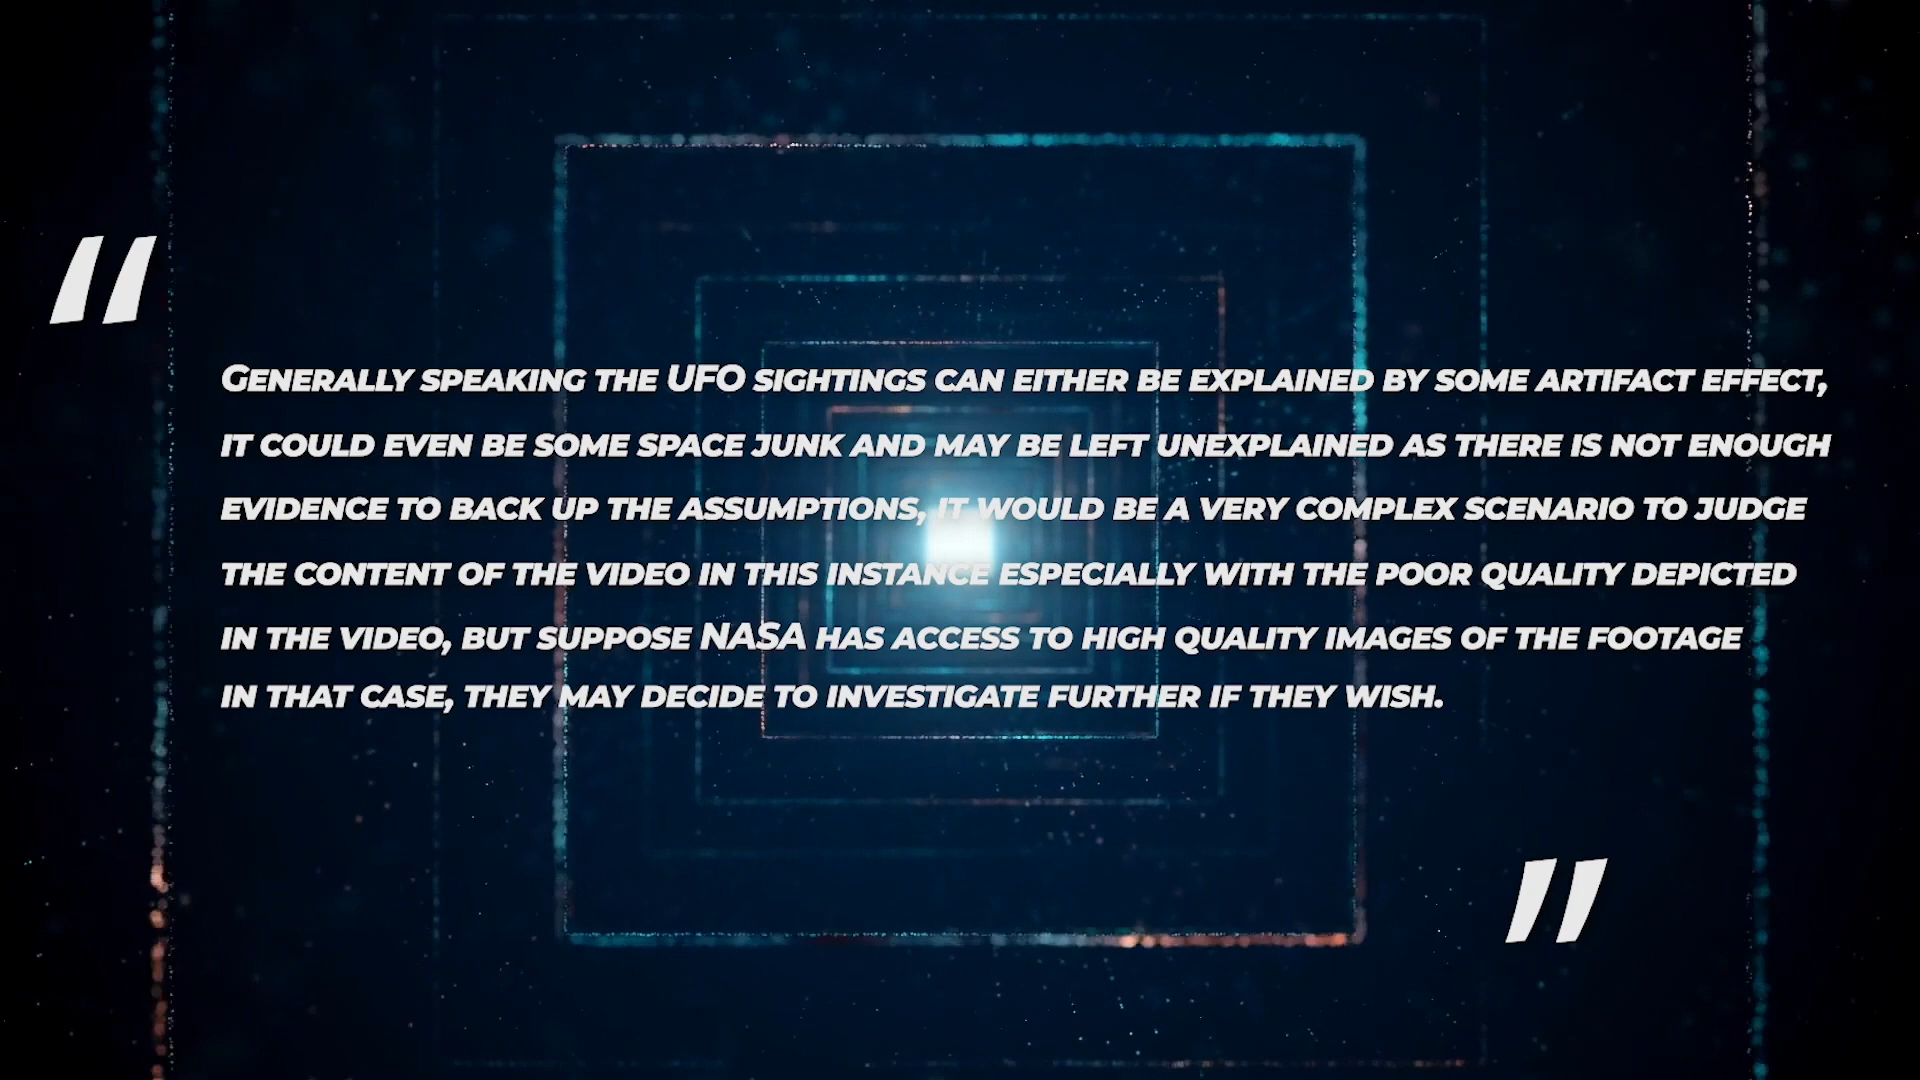 "
Generally speaking the UFO sightings can either be explained by some artifact effect,
it could even be some space junk and may be left unexplained as there is not enough
evidence to back up the assumptions, it would be a very complex scenario to judge
the content of the video in this instance especially with the poor quality depicted
in the video, but suppose NASA has access to high quality images of the footage
in that case, they may decide to investigate further if they wish.
"